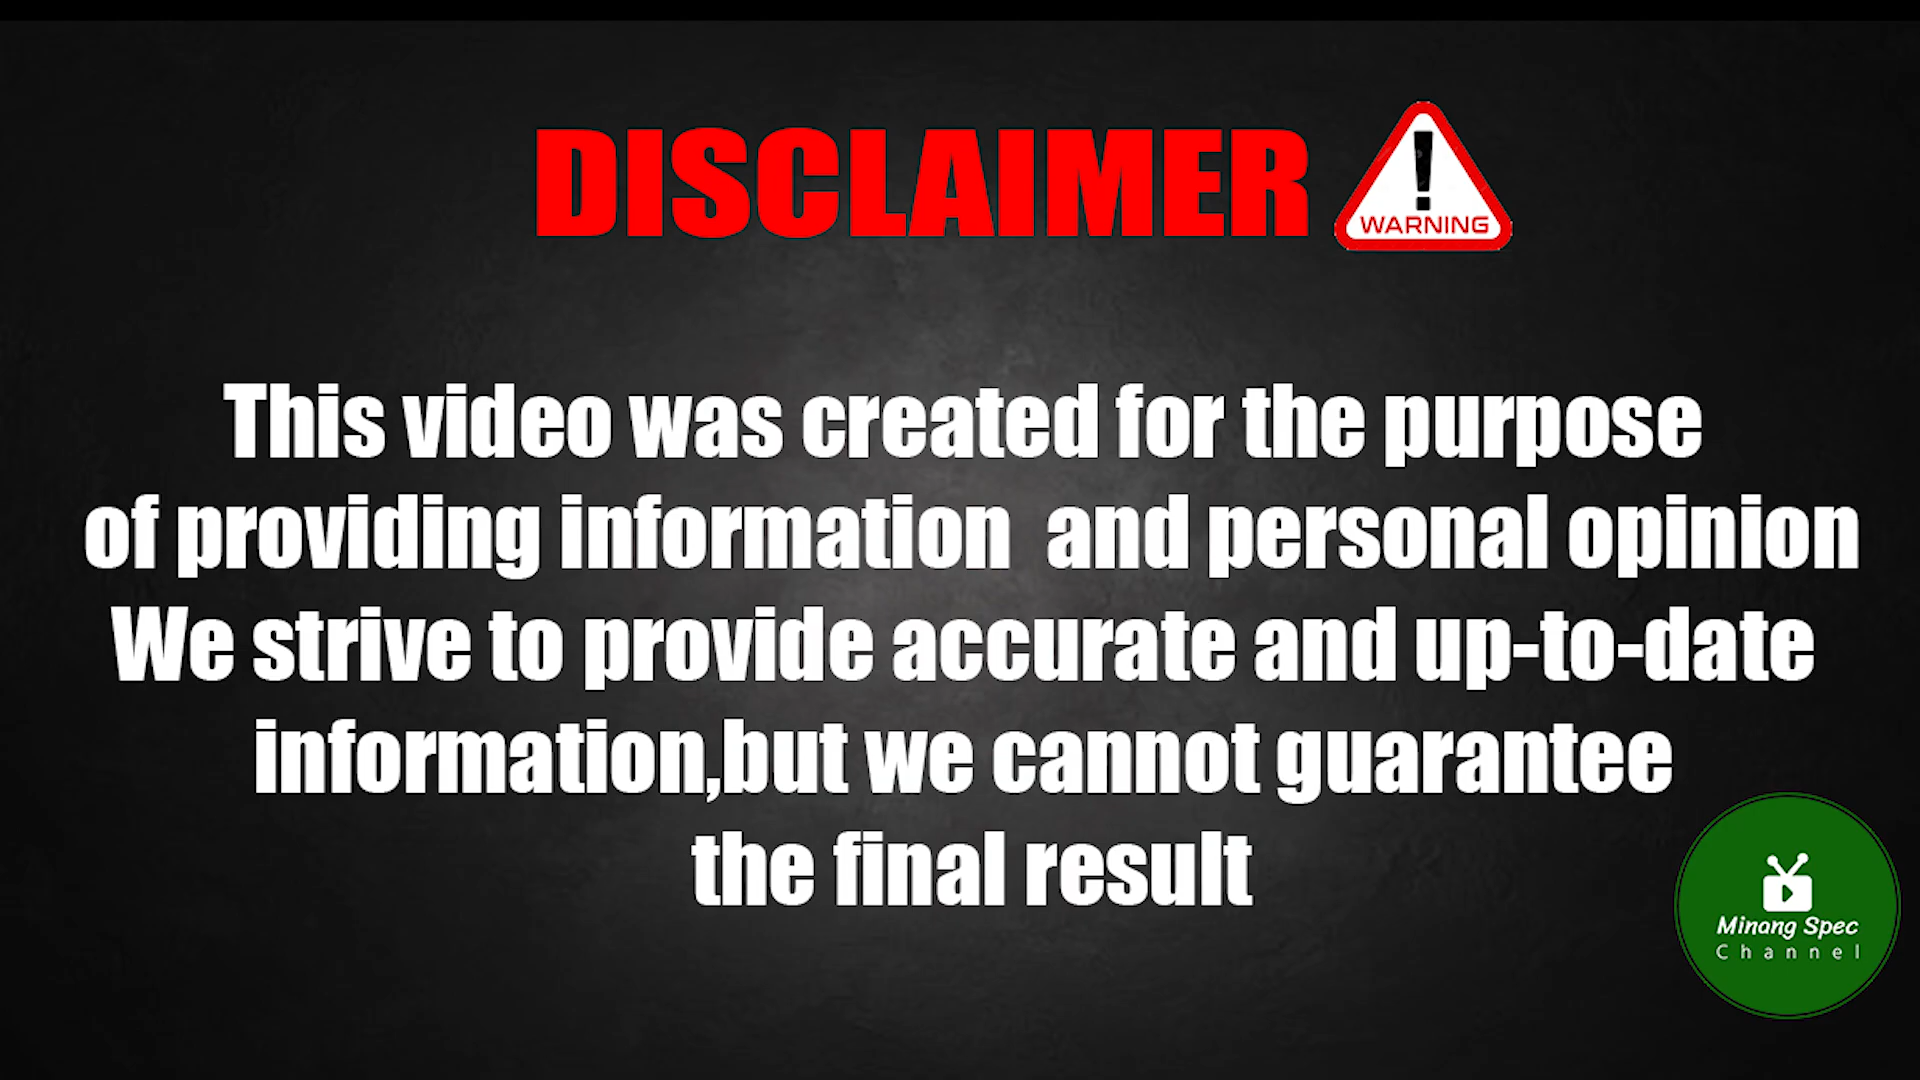 DISCLAIMER
WARNING
This video was created for the purpose
of providing information  and personal opinion
We strive to provide accurate and up-to-date
information,but we cannot guarantee
the final result
Minang Spec
Channel